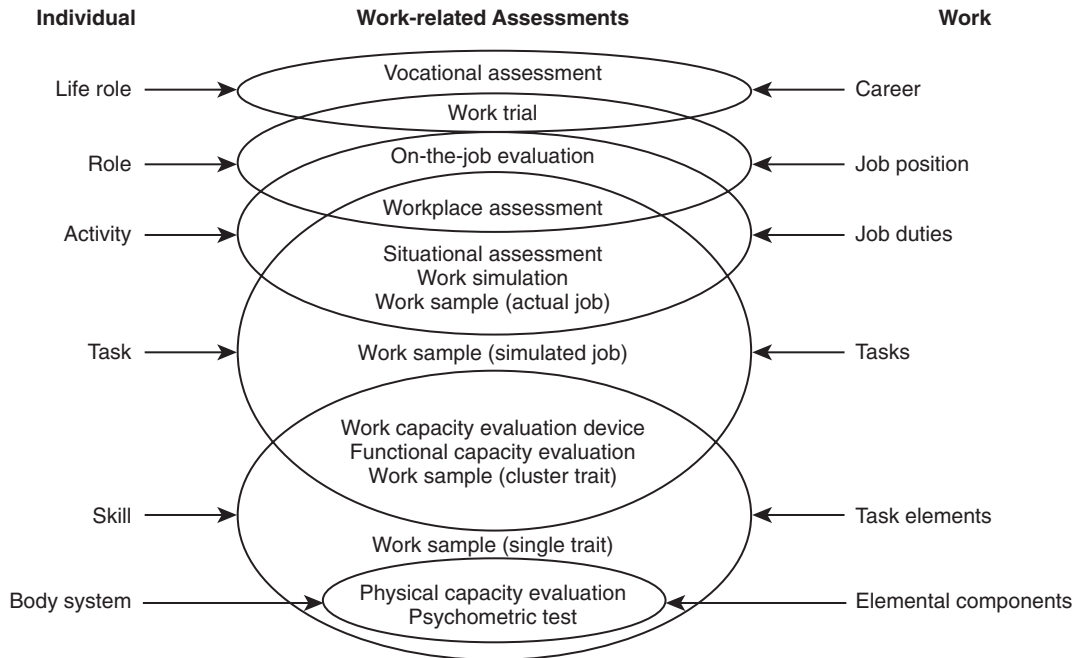 Individual
Work-related Assessments
Work
Vocational assessment
Life role
Career
Work trial
On-the-job evaluation
Role
Job position
Workplace assessment
Activity
Job duties
Situational assessment
Work simulation
Work sample (actual job)
Task
Work sample (simulated job)
Tasks
Work capacity evaluation device
Functional capacity evaluation
Work sample (cluster trait)
Skill
Task elements
Work sample (single trait)
Physical capacity evaluation
Body system
Elemental components
Psychometric test